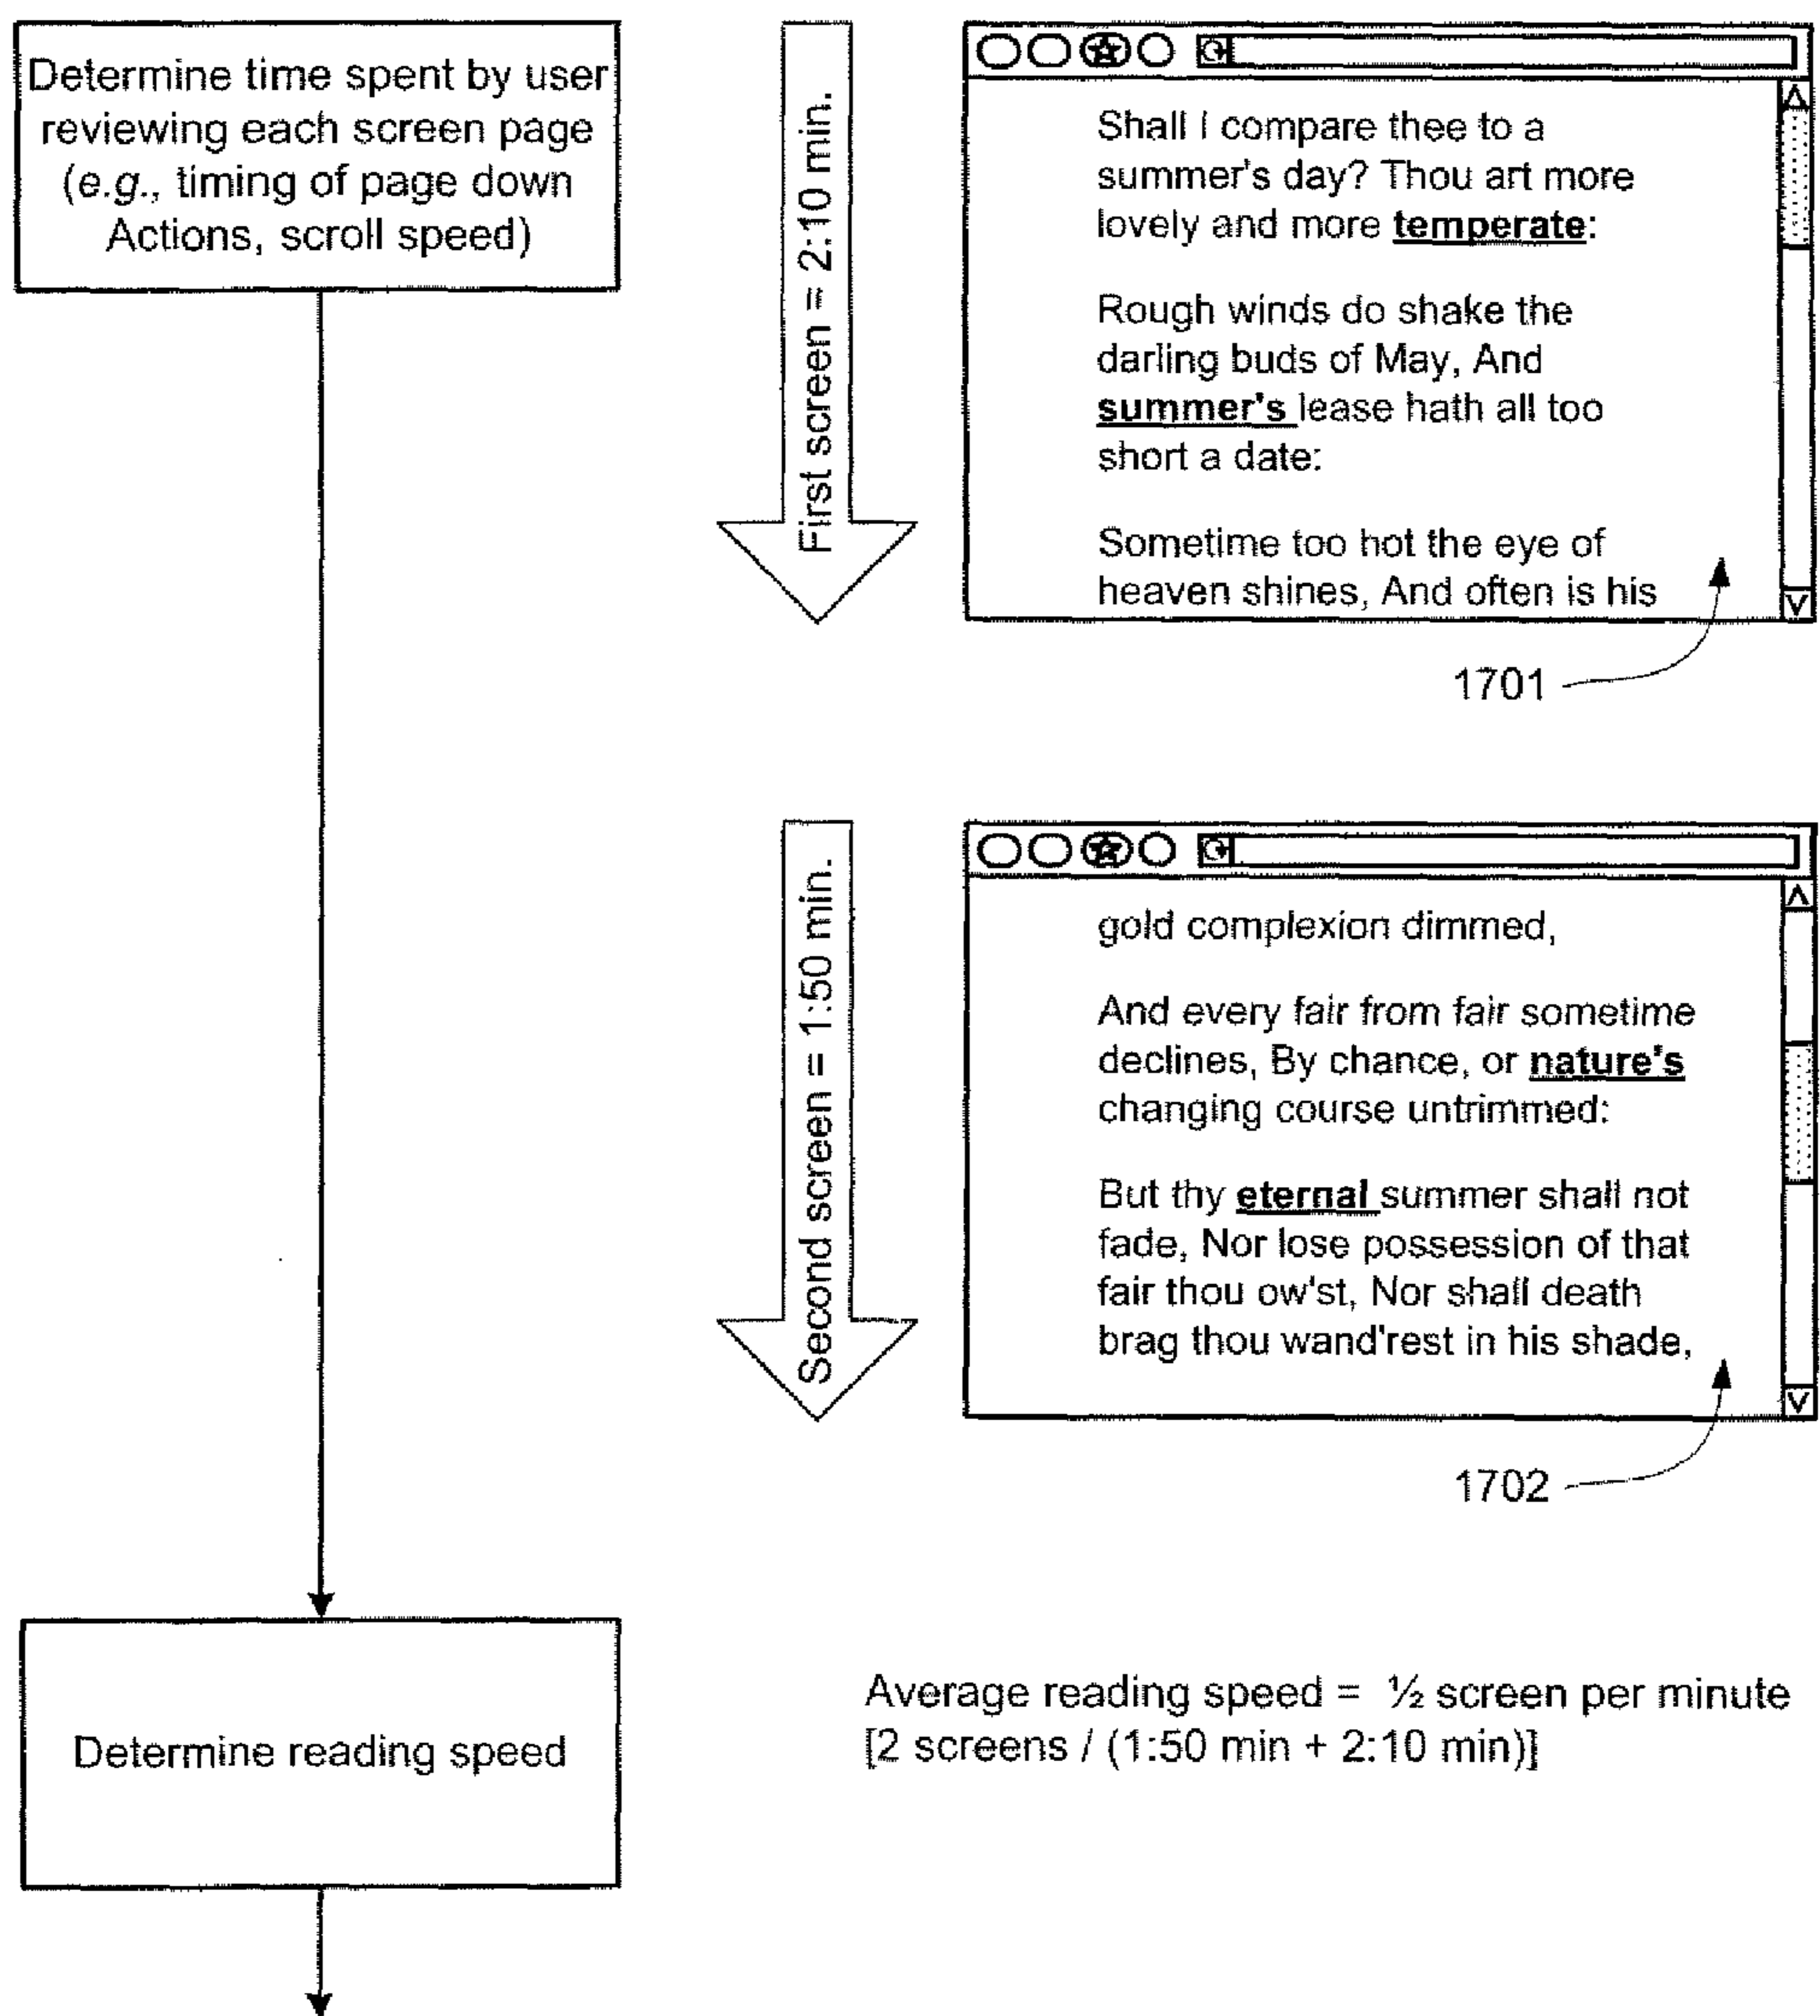 Determine time spent by user
reviewing each screen page
(e.g., timing of page down
Actions, scroll speed)
First screen = 2:10 min.
Shall I compare thee to a
summer's day? Thou art more
lovely and more temperate:
Rough winds do shake the
darling buds of May, And
summer's lease hath all too
short a date:
Sometime too hot the eye of
heaven shines, And often is his
1701
Second screen = 1:50 min.
gold complexion dimmed,
And every fair from fair sometime
declines, By chance, or nature's
changing course untrimmed:
But thy eternal summer shall not
fade, Nor lose possession of that
fair thou ow'st, Nor shall death
brag thou wand'rest in his shade,
1702
Determine reading speed
Average reading speed = ½ screen per minute
[2 screens / (1:50 min + 2:10 min)]